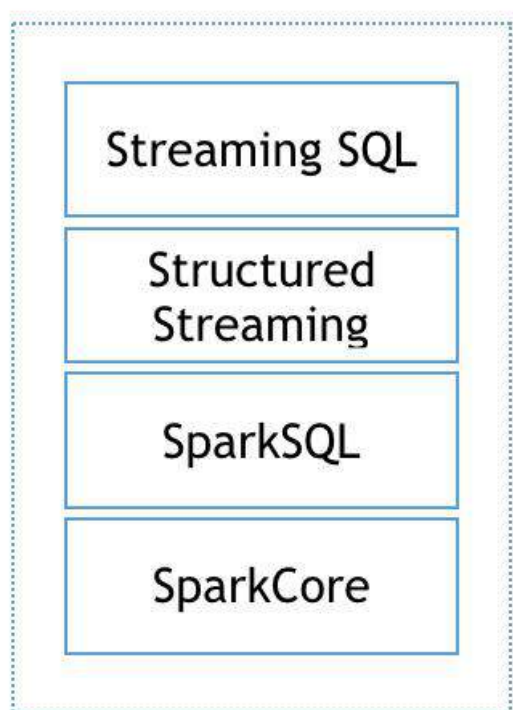 Streaming SQL
Structured
Streaming
SparkSQL
SparkCore